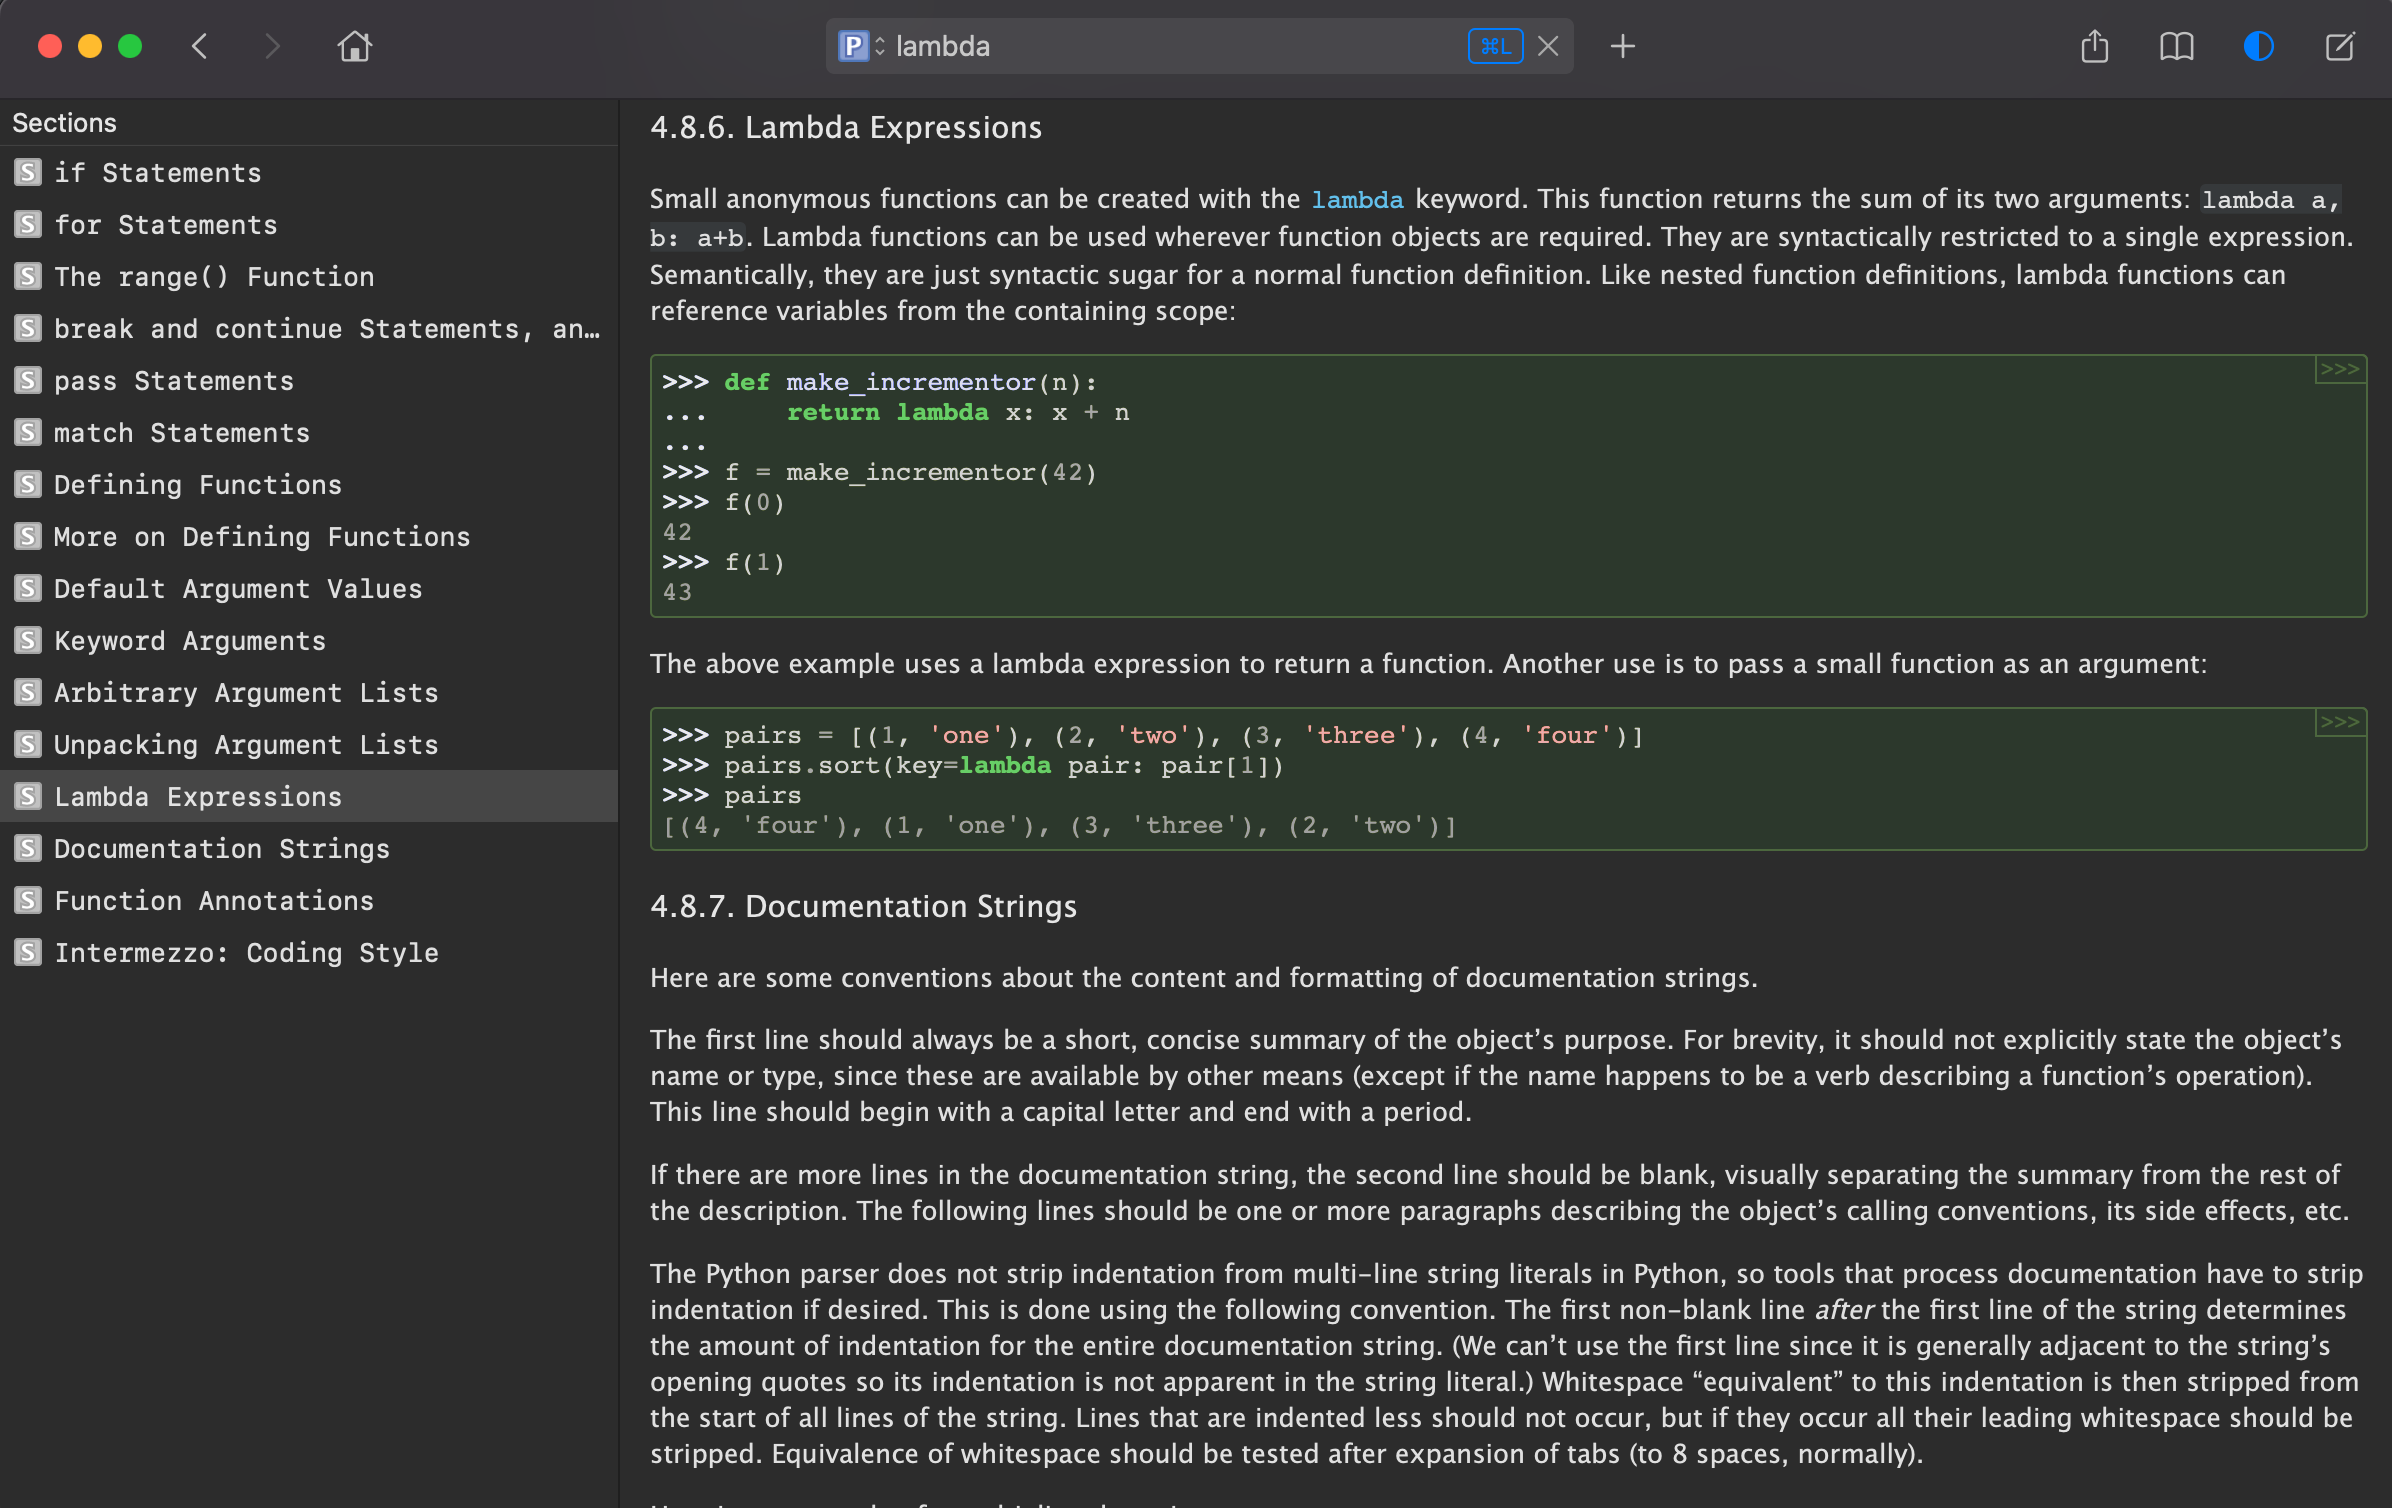 P lambda ⌘L
Sections
S if Statements
S for Statements
S The range() Function
S break and continue Statements, an…
S pass Statements
S match Statements
S Defining Functions
S More on Defining Functions
S Default Argument Values
S Keyword Arguments
S Arbitrary Argument Lists
S Unpacking Argument Lists
S Lambda Expressions
S Documentation Strings
S Function Annotations
S Intermezzo: Coding Style
4.8.6. Lambda Expressions
Small anonymous functions can be created with the lambda keyword. This function returns the sum of its two arguments: lambda a,
b: a+b. Lambda functions can be used wherever function objects are required. They are syntactically restricted to a single expression.
Semantically, they are just syntactic sugar for a normal function definition. Like nested function definitions, lambda functions can
reference variables from the containing scope:
>>>
>>> def make_incrementor(n):
...     return lambda x: x + n
...
>>> f = make_incrementor(42)
>>> f(0)
42
>>> f(1)
43
The above example uses a lambda expression to return a function. Another use is to pass a small function as an argument:
>>>
>>> pairs = [(1, 'one'), (2, 'two'), (3, 'three'), (4, 'four')]
>>> pairs.sort(key=lambda pair: pair[1])
>>> pairs
[(4, 'four'), (1, 'one'), (3, 'three'), (2, 'two')]
4.8.7. Documentation Strings
Here are some conventions about the content and formatting of documentation strings.
The first line should always be a short, concise summary of the object’s purpose. For brevity, it should not explicitly state the object’s
name or type, since these are available by other means (except if the name happens to be a verb describing a function’s operation).
This line should begin with a capital letter and end with a period.
If there are more lines in the documentation string, the second line should be blank, visually separating the summary from the rest of
the description. The following lines should be one or more paragraphs describing the object’s calling conventions, its side effects, etc.
The Python parser does not strip indentation from multi-line string literals in Python, so tools that process documentation have to strip
indentation if desired. This is done using the following convention. The first non-blank line after the first line of the string determines
the amount of indentation for the entire documentation string. (We can’t use the first line since it is generally adjacent to the string’s
opening quotes so its indentation is not apparent in the string literal.) Whitespace “equivalent” to this indentation is then stripped from
the start of all lines of the string. Lines that are indented less should not occur, but if they occur all their leading whitespace should be
stripped. Equivalence of whitespace should be tested after expansion of tabs (to 8 spaces, normally).